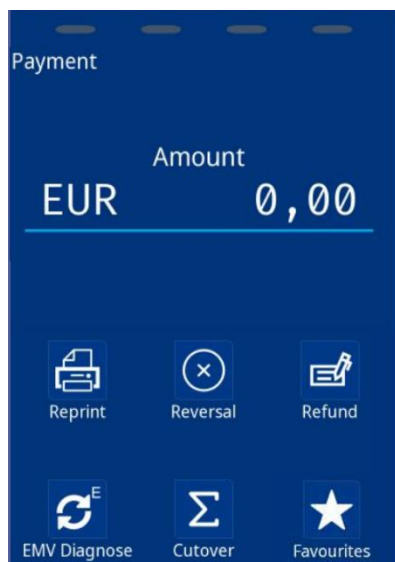 Payment
Amount
EUR 0,00
Reprint Reversal Refund
E
EMV Diagnose Cutover Favourites